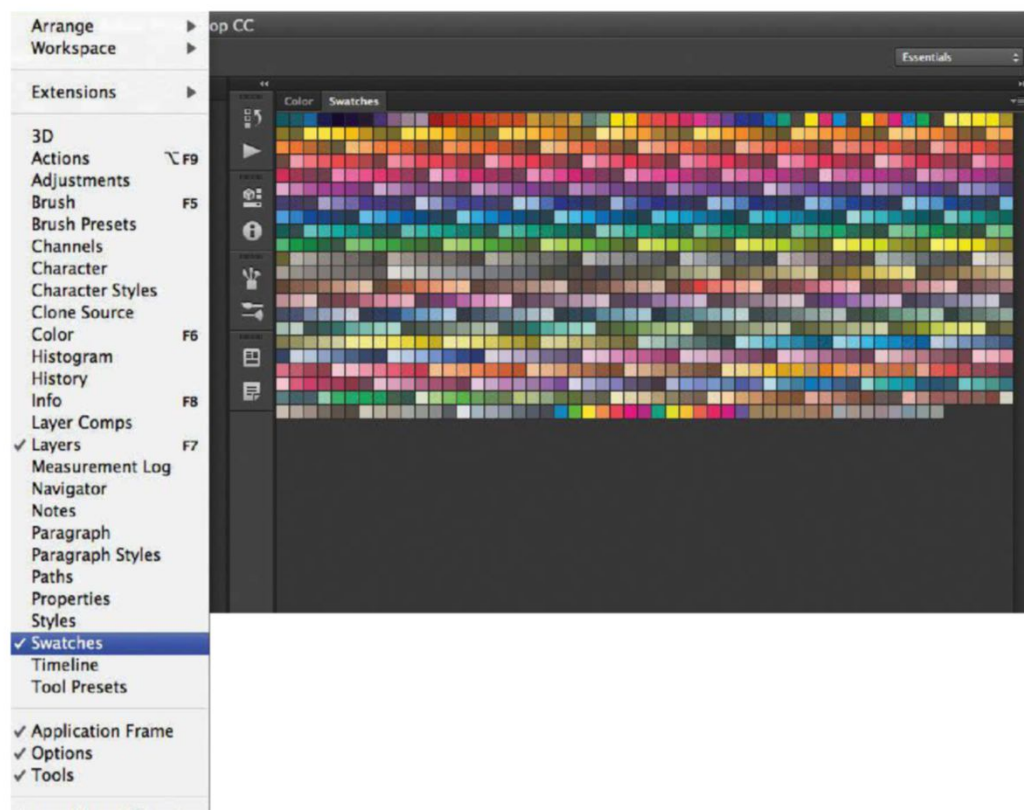 Arrange
Workspace
Extensions
3D
Actions ⌥F9
Adjustments
Brush F5
Brush Presets
Channels
Character
Character Styles
Clone Source
Color F6
Histogram
History
Info F8
Layer Comps
✓ Layers F7
Measurement Log
Navigator
Notes
Paragraph
Paragraph Styles
Paths
Properties
Styles
✓ Swatches
Timeline
Tool Presets
✓ Application Frame
✓ Options
✓ Tools
op CC
Essentials
Color Swatches